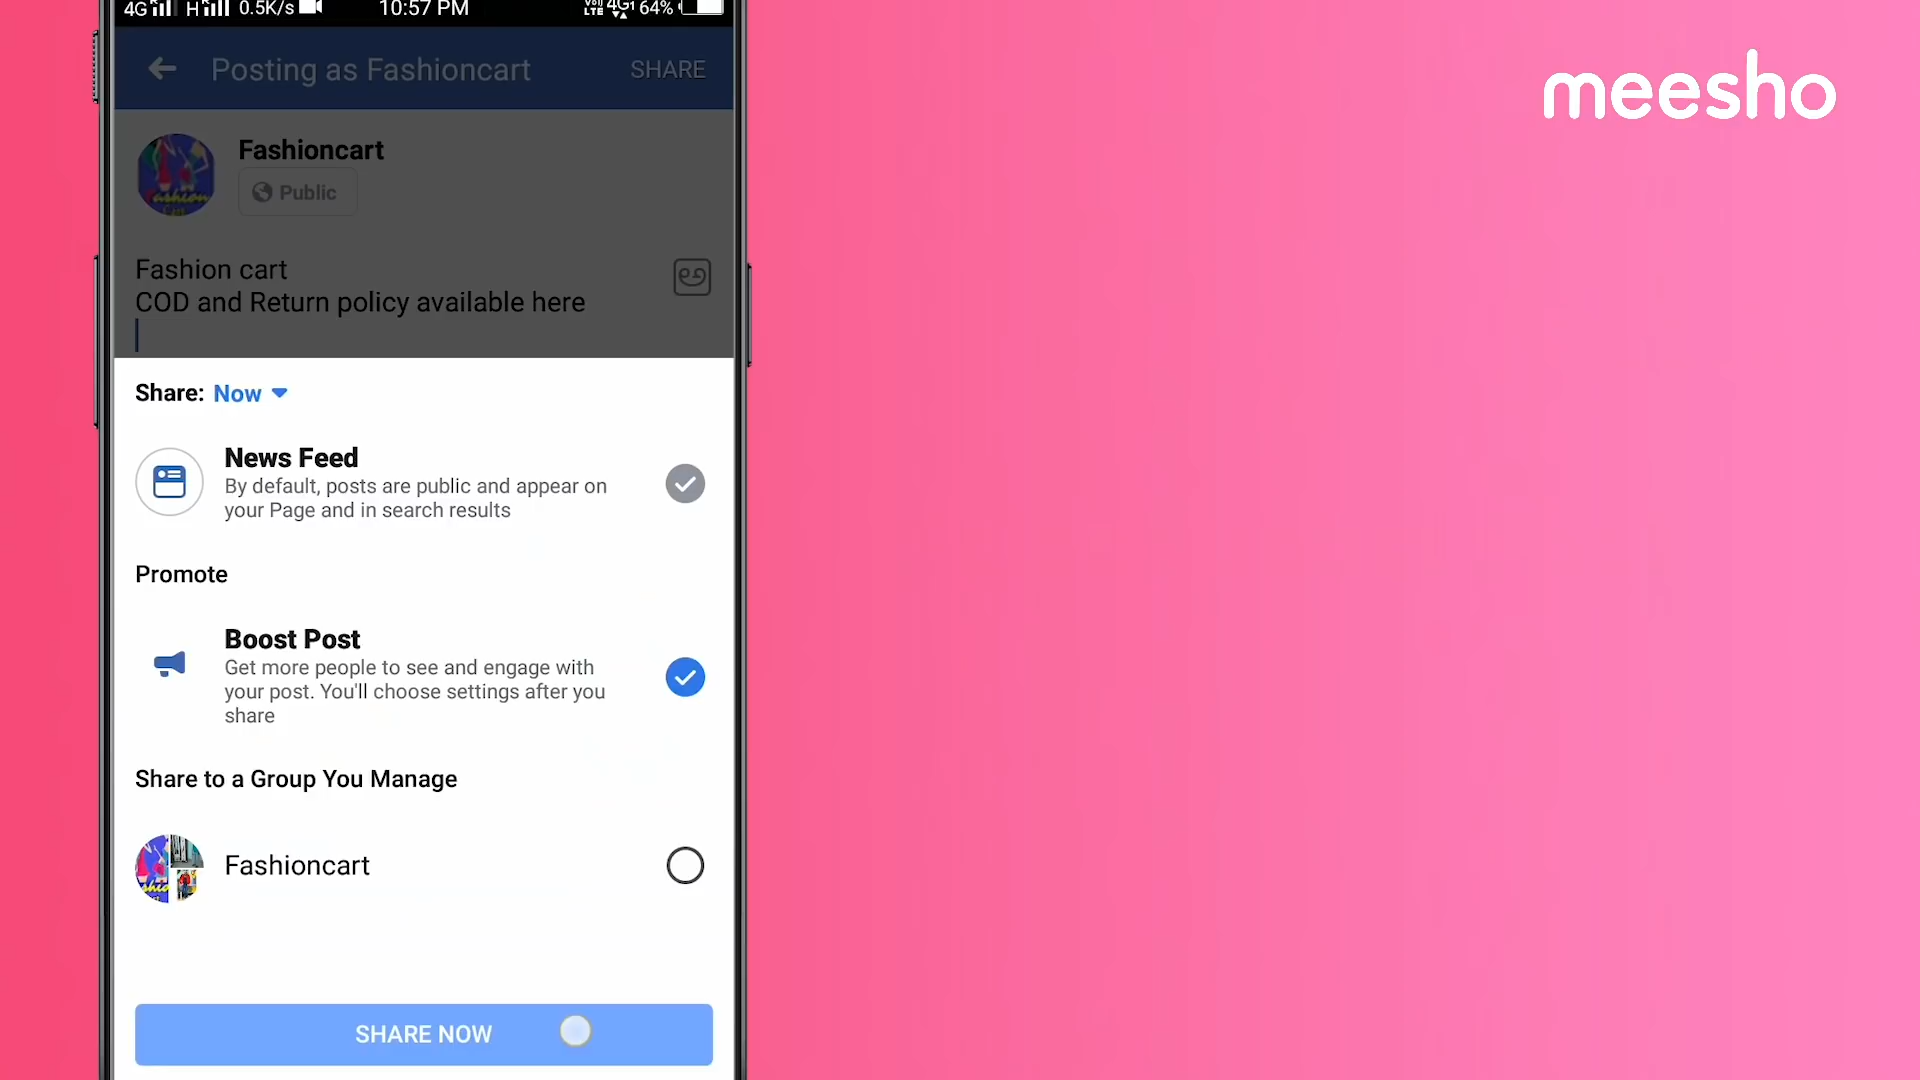 4G H 0.5K/s 10:57 PM VoLTE 4G1 64%
meesho
Posting as Fashioncart SHARE
Fashioncart
Public
Fashion cart
COD and Return policy available here
Share: Now
News Feed
By default, posts are public and appear on
your Page and in search results
Promote
Boost Post
Get more people to see and engage with
your post. You'll choose settings after you
share
Share to a Group You Manage
Fashioncart
SHARE NOW